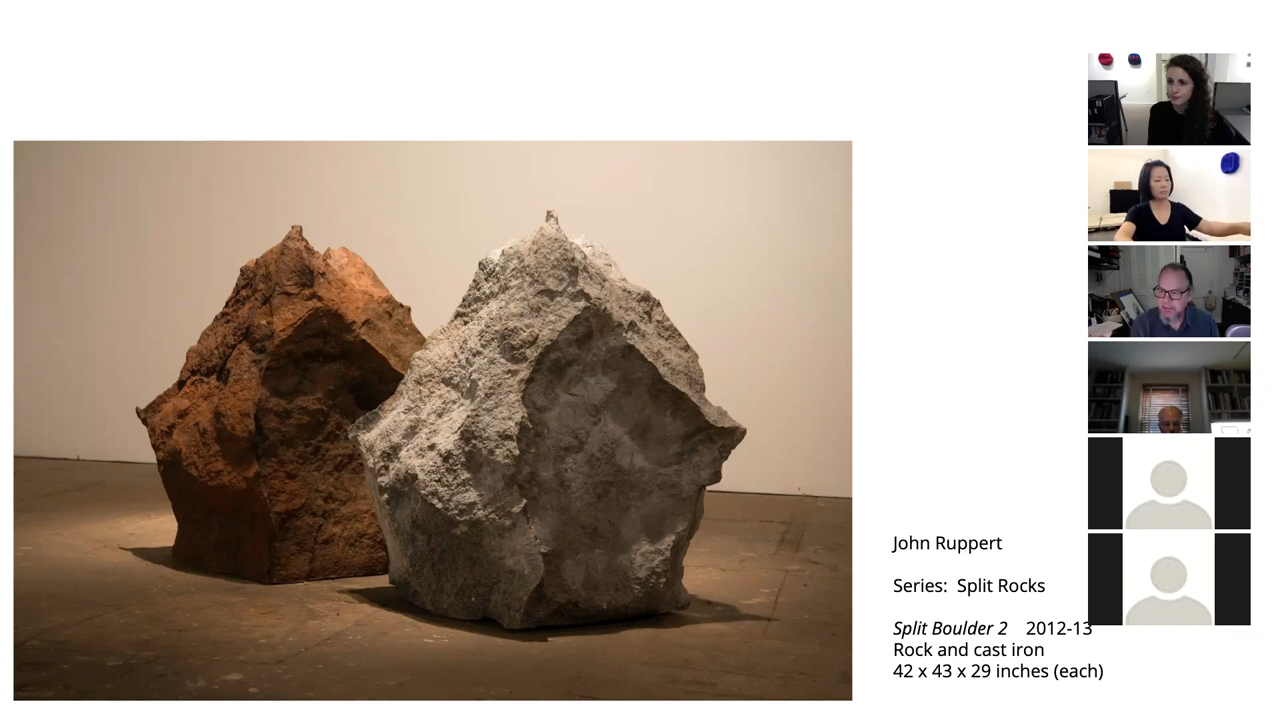 John Ruppert
Series: Split Rocks
Split Boulder 2 2012-13
Rock and cast iron
42 x 43 x 29 inches (each)